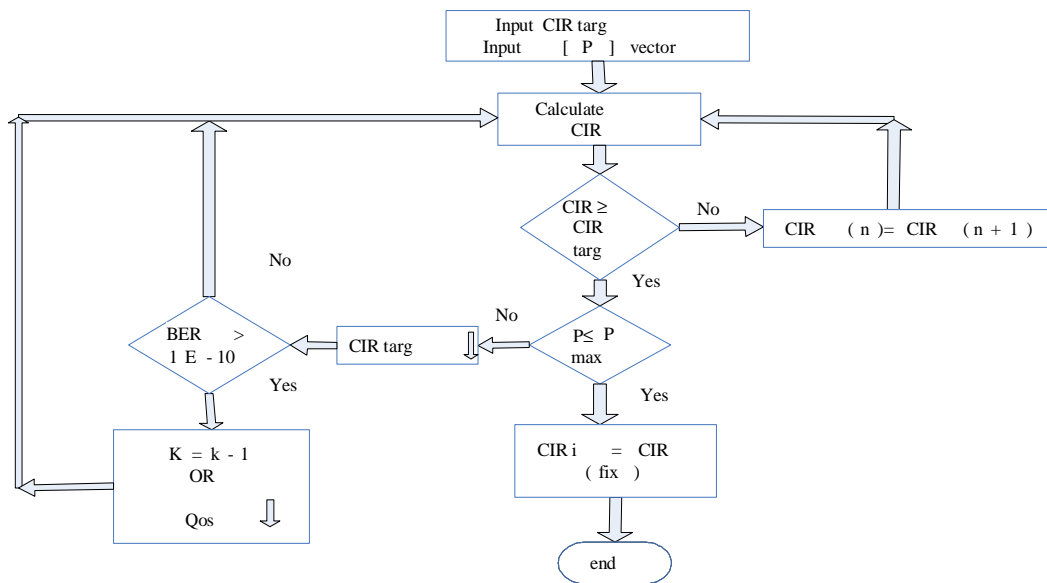 Input CIR targ
Input [ P ] vector
Calculate
CIR
CIR ≥
CIR
targ
No
CIR ( n )= CIR ( n + 1 )
Yes
No
BER >
1 E - 10
CIR targ
No
P≤ P
max
Yes
Yes
K = k - 1
OR
Qos
CIR i = CIR
( fix )
end